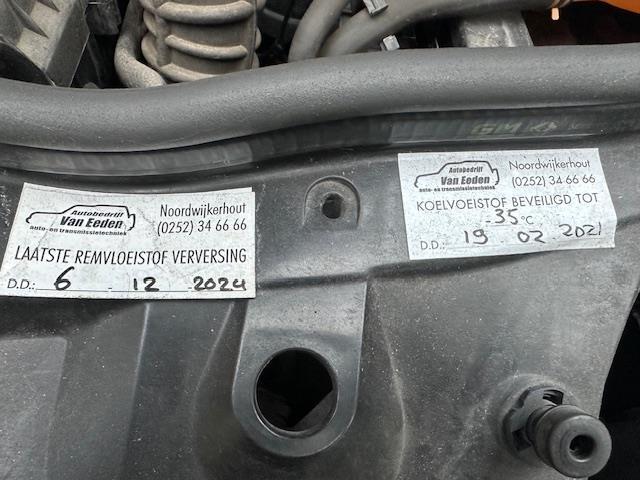 GM
Autobedrijf
Van Eeden
auto- en transmissietechniek
Noordwijkerhout
(0252) 34 66 66
LAATSTE REMVLOEISTOF VERVERSING
D.D.: 6 - 12 - 2024
Autobedrijf
Van Eeden
auto- en transmissietechniek
Noordwijkerhout
(0252) 34 66 66
KOELVOEISTOF BEVEILIGD TOT
-35 °C
D.D.: 19 . 02 . 2021